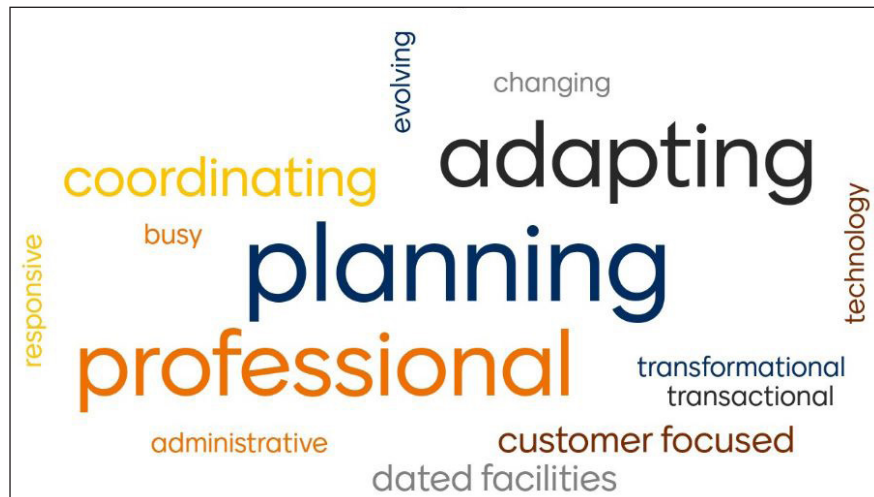 evolving
changing
adapting
coordinating
technology
busy
planning
responsive
professional
transformational
transactional
administrative
customer focused
dated facilities